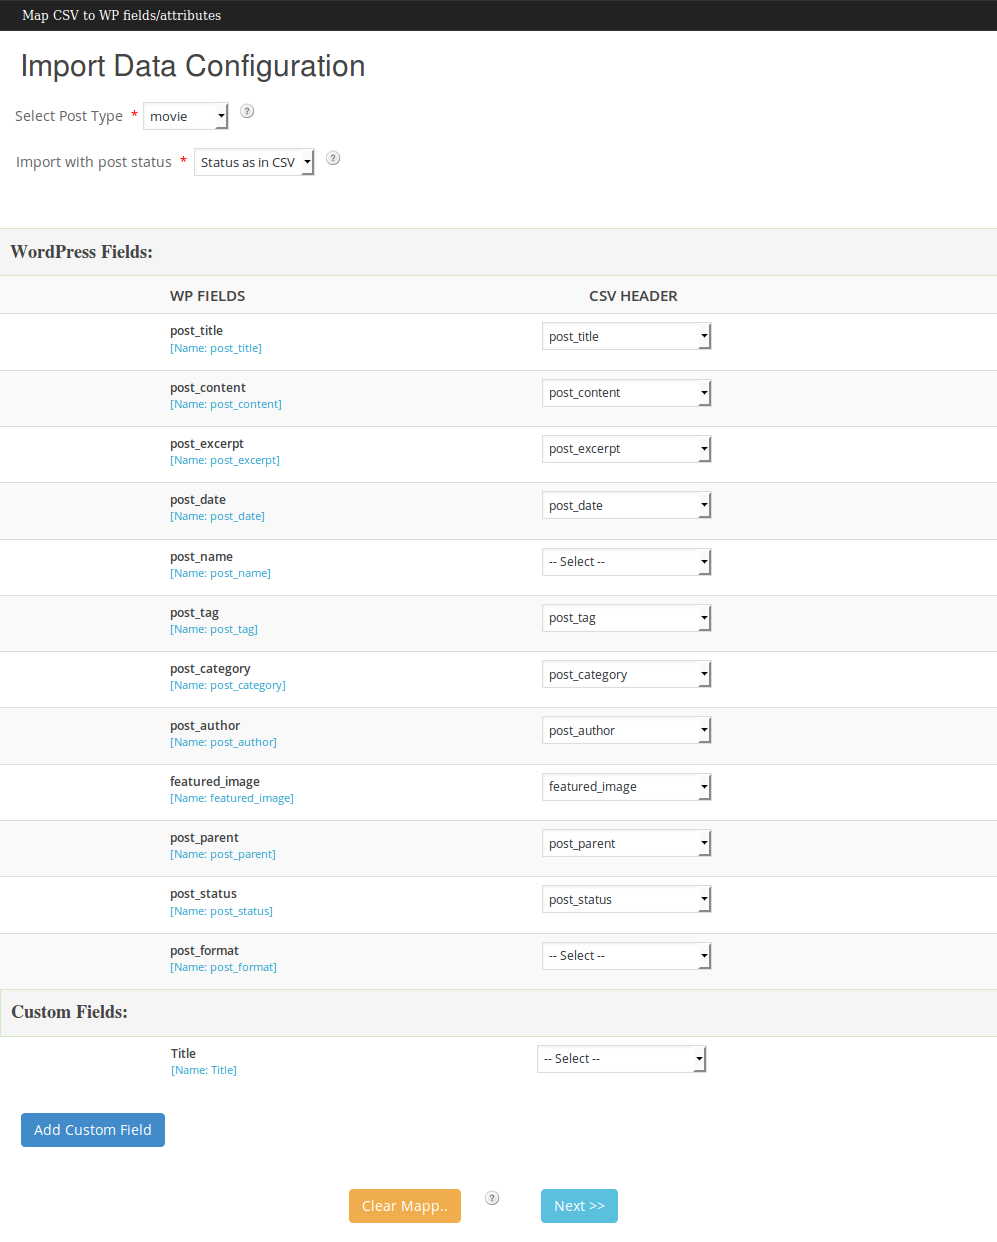 Map CSV to WP fields/attributes
Import Data Configuration
Select Post Type * movie ?
Import with post status * Status as in CSV ?
WordPress Fields:
WP FIELDS CSV HEADER
post_title post_title
[Name: post_title]
post_content post_content
[Name: post_content]
post_excerpt post_excerpt
[Name: post_excerpt]
post_date post_date
[Name: post_date]
post_name -- Select --
[Name: post_name]
post_tag post_tag
[Name: post_tag]
post_category post_category
[Name: post_category]
post_author post_author
[Name: post_author]
featured_image featured_image
[Name: featured_image]
post_parent post_parent
[Name: post_parent]
post_status post_status
[Name: post_status]
post_format -- Select --
[Name: post_format]
Custom Fields:
Title -- Select --
[Name: Title]
Add Custom Field
Clear Mapp.. ? Next >>